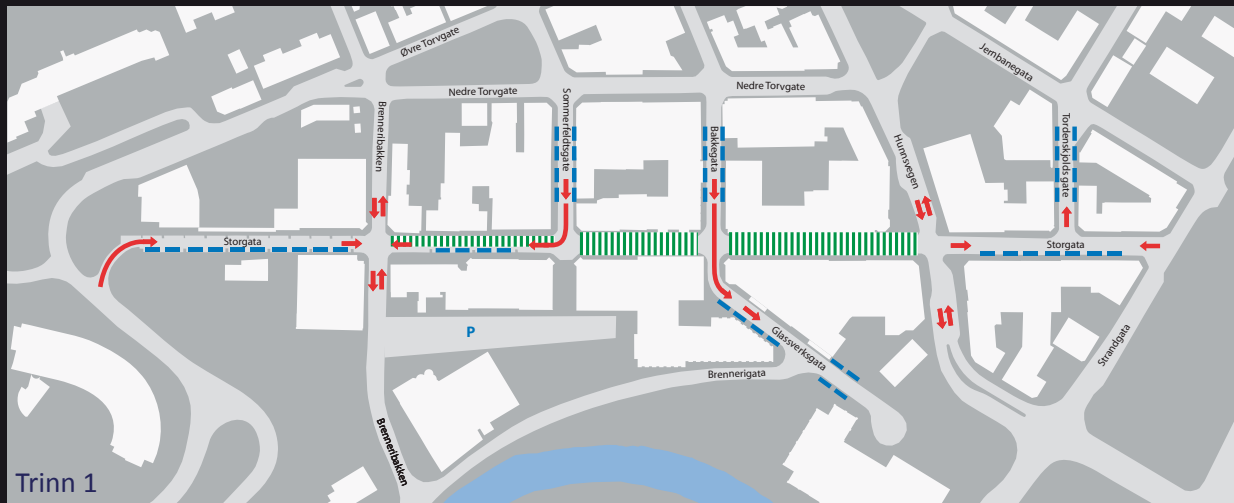 Øvre Torvgate
Jernbanegata
Nedre Torvgate
Nedre Torvgate
Brenneribakken
Sommerfeldtsgate
Bakkegata
Hunnsvegen
Tordenskjolds gate
Storgata
Storgata
P
Glassverksgata
Strandgata
Brennerigata
Brenneribakken
Trinn 1